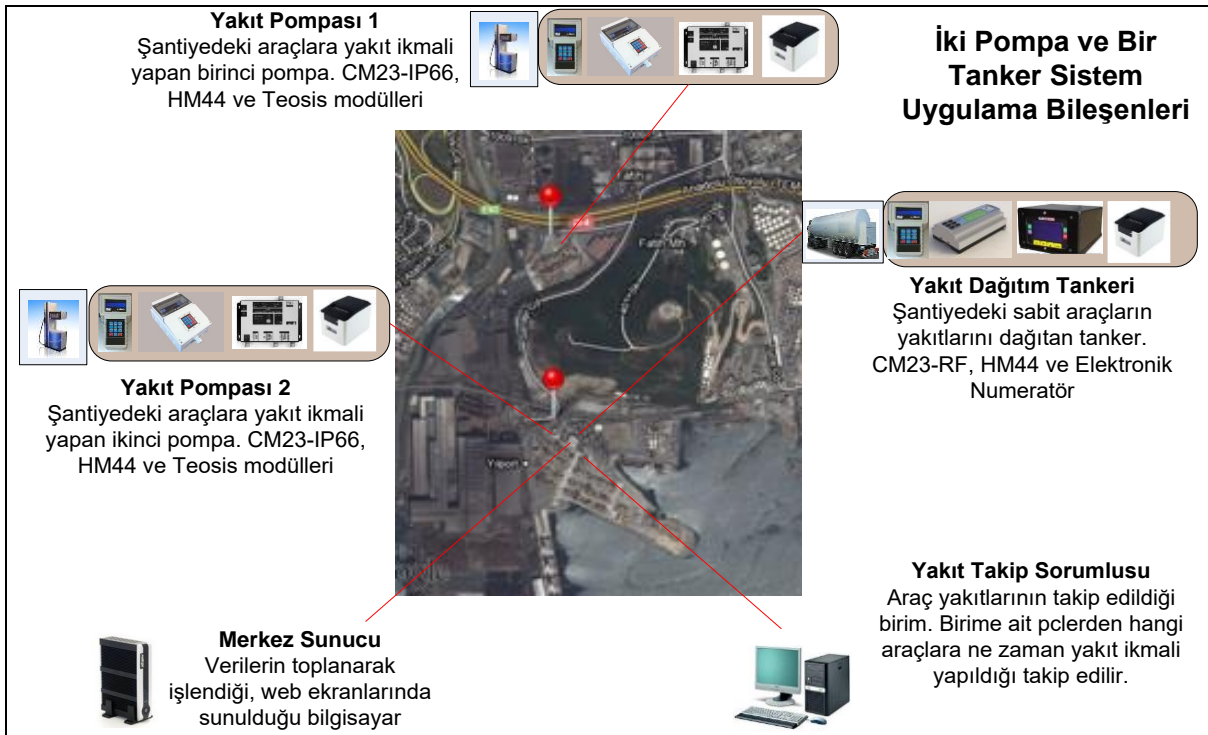 Yakıt Pompası 1
Şantiyedeki araçlara yakıt ikmali
yapan birinci pompa. CM23-IP66,
HM44 ve Teosis modülleri
İki Pompa ve Bir
Tanker Sistem
Uygulama Bileşenleri
Fatih Mh
Yakıt Dağıtım Tankeri
Şantiyedeki sabit araçların
yakıtlarını dağıtan tanker.
CM23-RF, HM44 ve Elektronik
Numeratör
Yakıt Pompası 2
Şantiyedeki araçlara yakıt ikmali
yapan ikinci pompa. CM23-IP66,
HM44 ve Teosis modülleri
Yılport
Merkez Sunucu
Verilerin toplanarak
işlendiği, web ekranlarında
sunulduğu bilgisayar
Yakıt Takip Sorumlusu
Araç yakıtlarının takip edildiği
birim. Birime ait pclerden hangi
araçlara ne zaman yakıt ikmali
yapıldığı takip edilir.